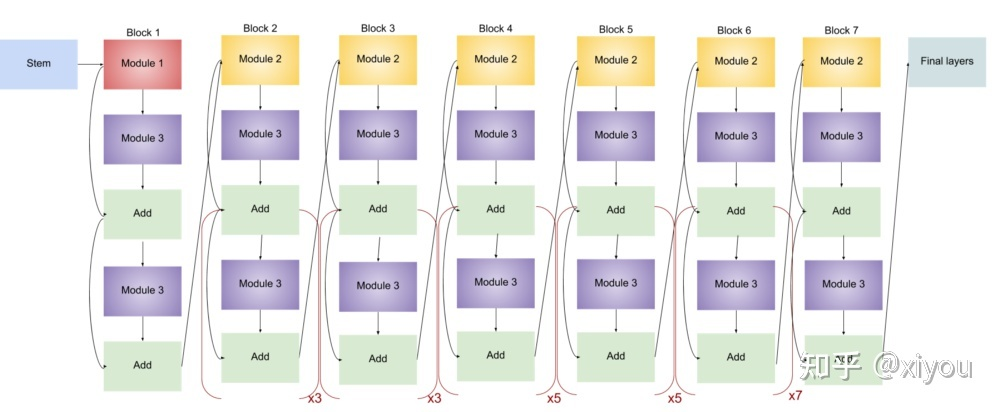 Stem
Block 1
Module 1
Module 3
Add
Module 3
Add
Block 2
Module 2
Module 3
Add
Module 3
Add
x3
Block 3
Module 2
Module 3
Add
Module 3
Add
x3
Block 4
Module 2
Module 3
Add
Module 3
Add
x5
Block 5
Module 2
Module 3
Add
Module 3
Add
x5
Block 6
Module 2
Module 3
Add
Module 3
Add
x7
Block 7
Module 2
Module 3
Add
Module 3
Add
Final layers
知乎 @xiyou